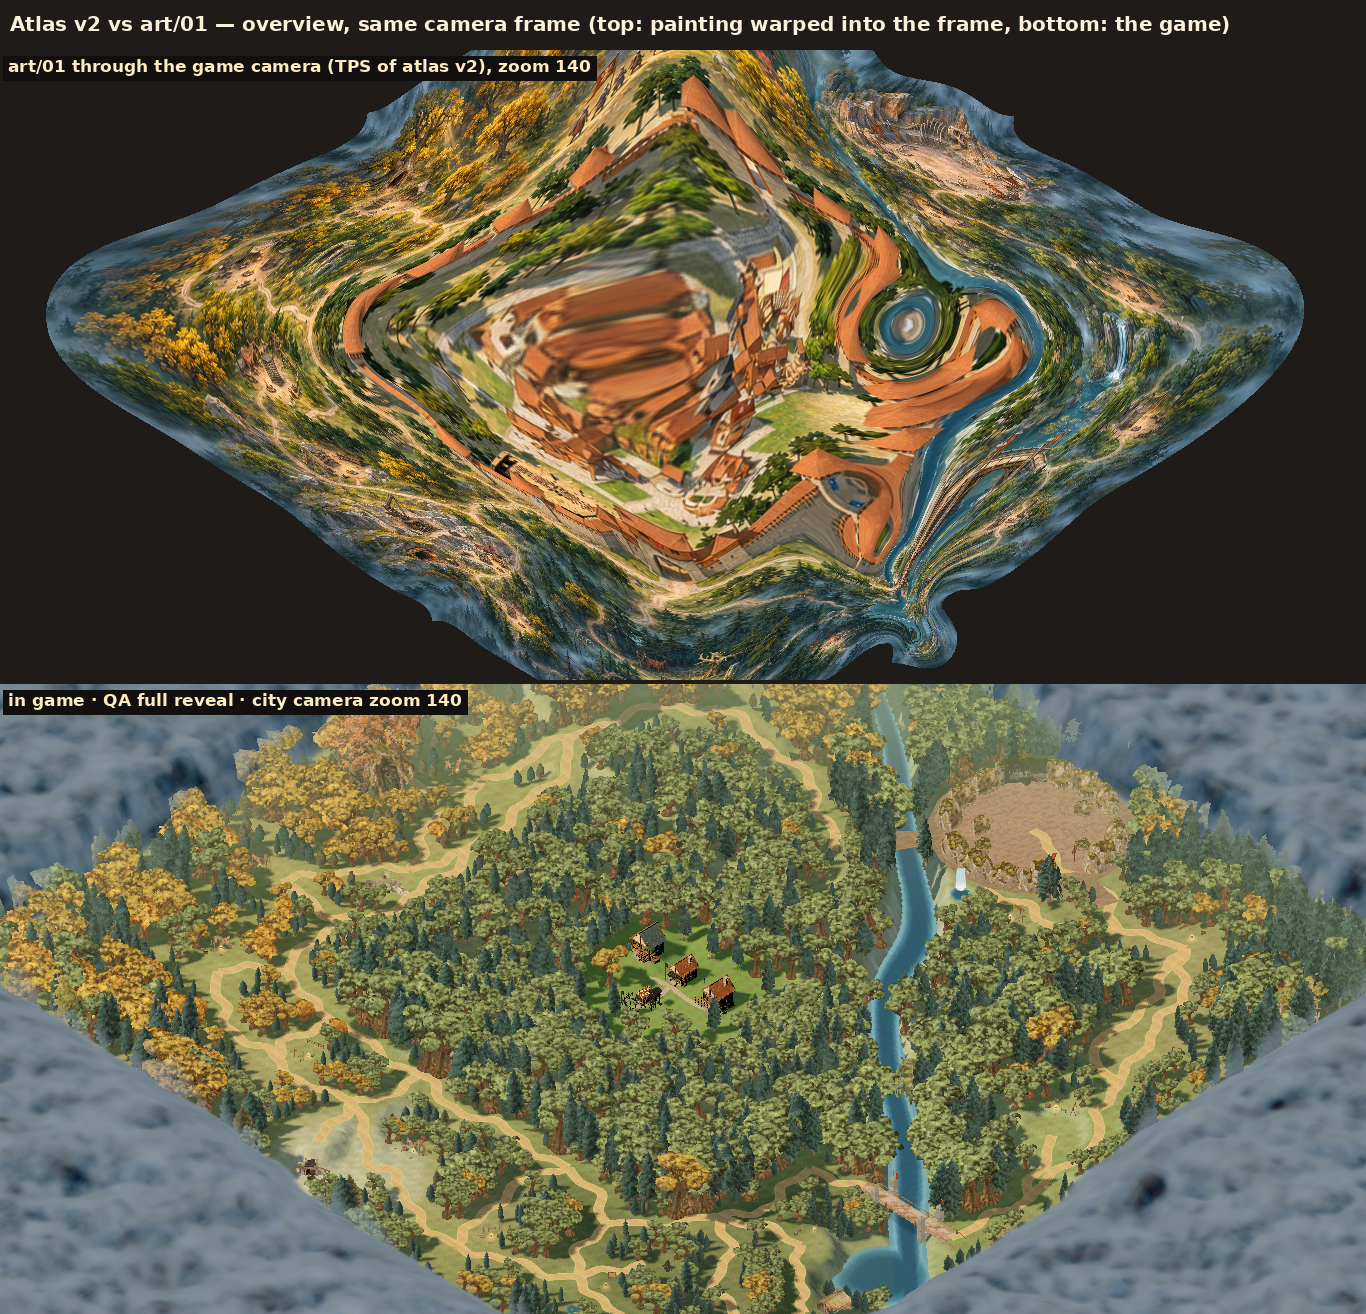 Atlas v2 vs art/01 — overview, same camera frame (top: painting warped into the frame, bottom: the game)
art/01 through the game camera (TPS of atlas v2), zoom 140
in game · QA full reveal · city camera zoom 140